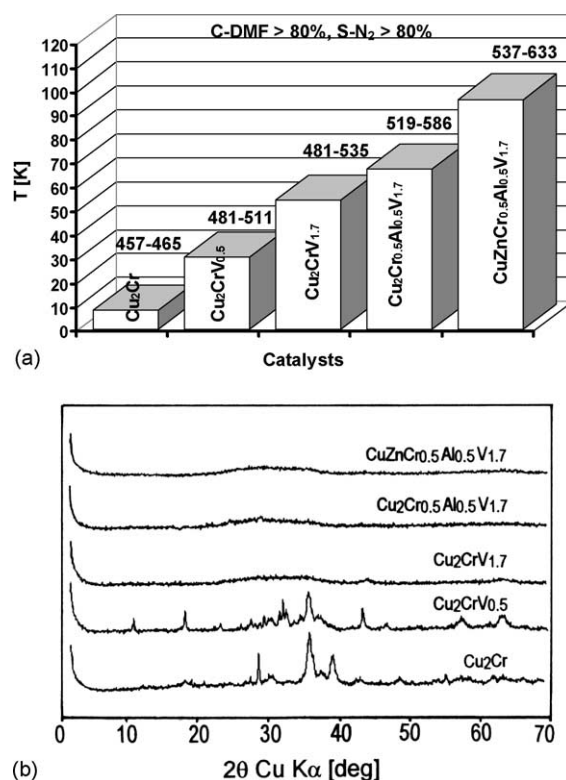 C-DMF > 80%, S-N₂ > 80%
120
110
100
90
80
70
60
50
40
30
20
10
0
T [K]
457-465
481-511
481-535
519-586
537-633
Cu₂Cr
Cu₂CrV₀.₅
Cu₂CrV₁.₇
Cu₂Cr₀.₅Al₀.₅V₁.₇
CuZnCr₀.₅Al₀.₅V₁.₇
Catalysts
(a)
CuZnCr₀.₅Al₀.₅V₁.₇
Cu₂Cr₀.₅Al₀.₅V₁.₇
Cu₂CrV₁.₇
Cu₂CrV₀.₅
Cu₂Cr
0 10 20 30 40 50 60 70
2θ Cu Kα [deg]
(b)